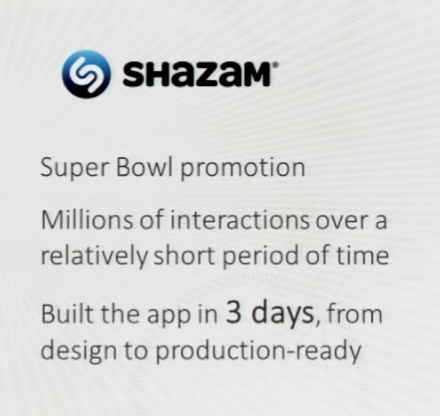 SHAZAM®
Super Bowl promotion
Millions of interactions over a
relatively short period of time
Built the app in 3 days, from
design to production-ready